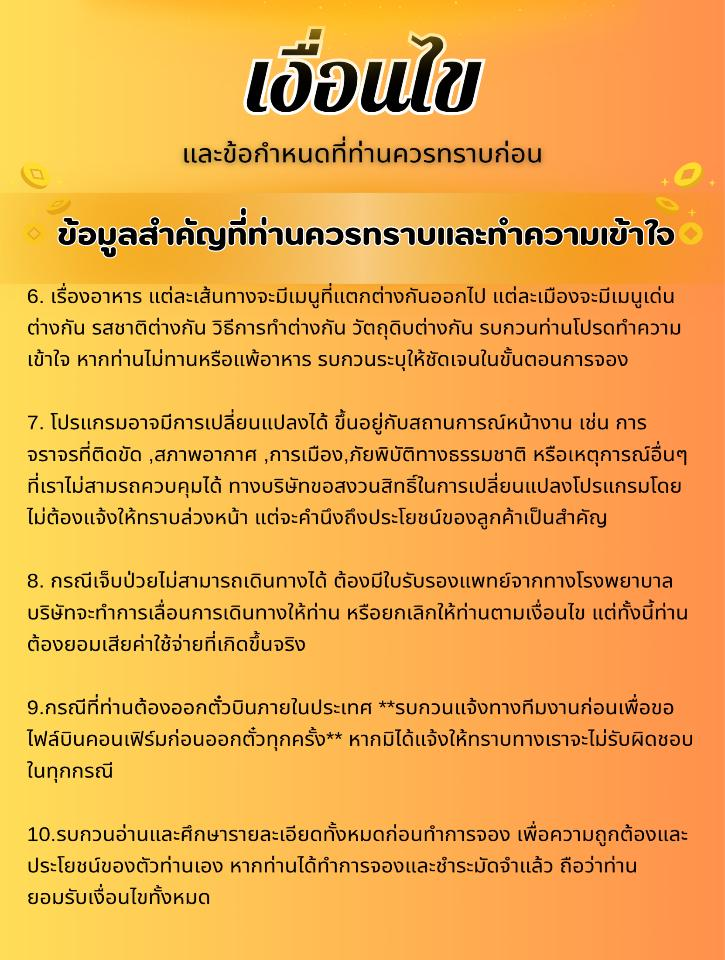 เงื่อนไข
และข้อกำหนดที่ท่านควรทราบก่อน
ข้อมูลสำคัญที่ท่านควรทราบและทำความเข้าใจ
6. เรื่องอาหาร แต่ละเส้นทางจะมีเมนูที่แตกต่างกันออกไป แต่ละเมืองจะมีเมนูเด่น
ต่างกัน รสชาติต่างกัน วิธีการทำต่างกัน วัตถุดิบต่างกัน รบกวนท่านโปรดทำความ
เข้าใจ หากท่านไม่ทานหรือแพ้อาหาร รบกวนระบุให้ชัดเจนในขั้นตอนการจอง
7. โปรแกรมอาจมีการเปลี่ยนแปลงได้ ขึ้นอยู่กับสถานการณ์หน้างาน เช่น การ
จราจรที่ติดขัด ,สภาพอากาศ ,การเมือง,ภัยพิบัติทางธรรมชาติ หรือเหตุการณ์อื่นๆ
ที่เราไม่สามรถควบคุมได้ ทางบริษัทขอสงวนสิทธิ์ในการเปลี่ยนแปลงโปรแกรมโดย
ไม่ต้องแจ้งให้ทราบล่วงหน้า แต่จะคำนึงถึงประโยชน์ของลูกค้าเป็นสำคัญ
8. กรณีเจ็บป่วยไม่สามารถเดินทางได้ ต้องมีใบรับรองแพทย์จากทางโรงพยาบาล
บริษัทจะทำการเลื่อนการเดินทางให้ท่าน หรือยกเลิกให้ท่านตามเงื่อนไข แต่ทั้งนี้ท่าน
ต้องยอมเสียค่าใช้จ่ายที่เกิดขึ้นจริง
9.กรณีที่ท่านต้องออกตั๋วบินภายในประเทศ **รบกวนแจ้งทางทีมงานก่อนเพื่อขอ
ไฟล์บินคอนเฟิร์มก่อนออกตั๋วทุกครั้ง** หากมิได้แจ้งให้ทราบทางเราจะไม่รับผิดชอบ
ในทุกกรณี
10.รบกวนอ่านและศึกษารายละเอียดทั้งหมดก่อนทำการจอง เพื่อความถูกต้องและ
ประโยชน์ของตัวท่านเอง หากท่านได้ทำการจองและชำระมัดจำแล้ว ถือว่าท่าน
ยอมรับเงื่อนไขทั้งหมด